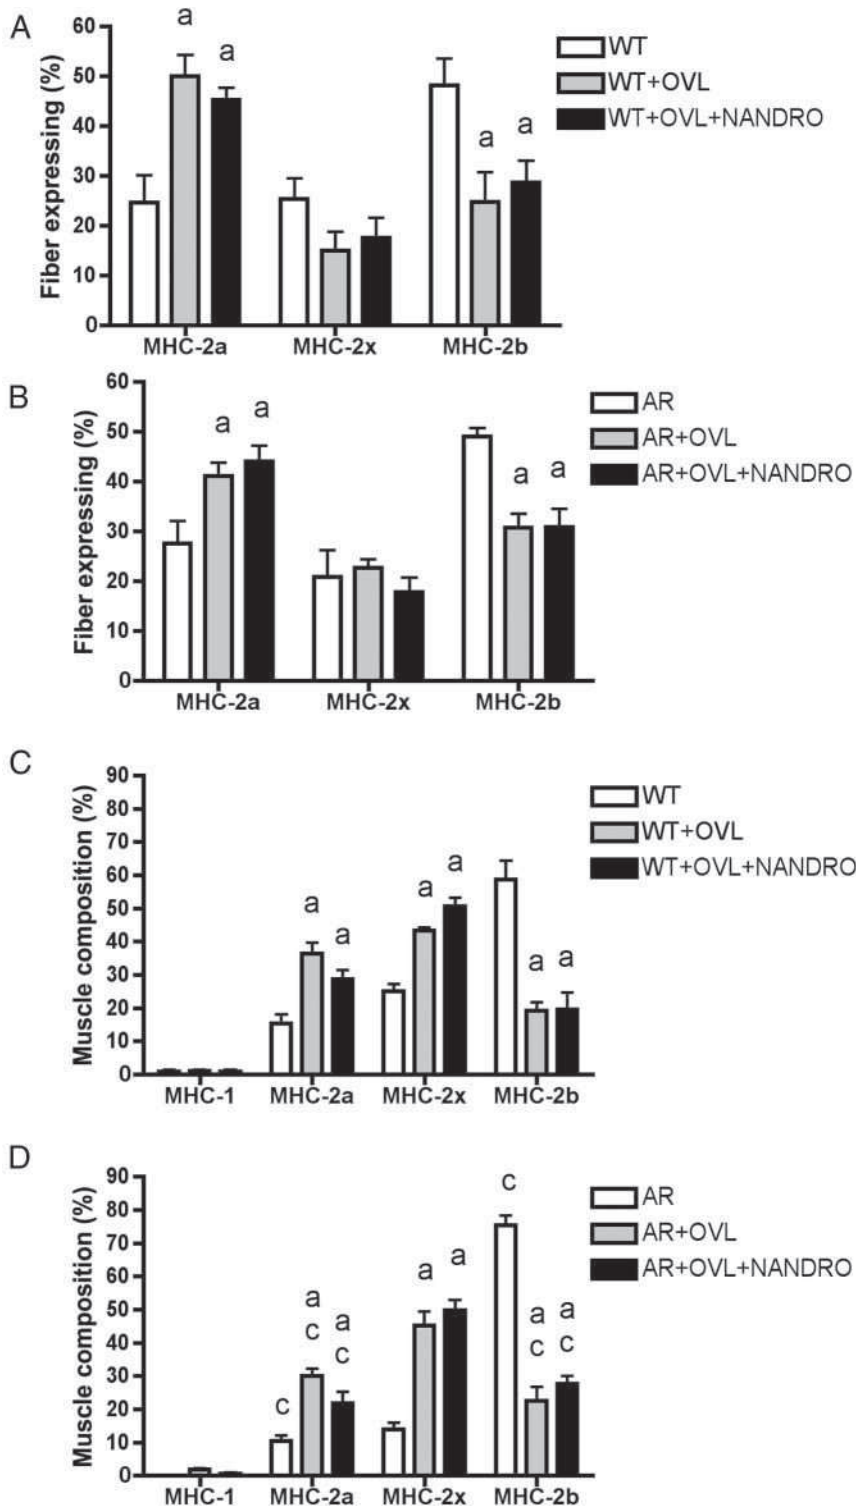 A
Fiber expressing (%)
60
50
40
30
20
10
0
a
a
a
a
MHC-2a
MHC-2x
MHC-2b
WT
WT+OVL
WT+OVL+NANDRO
B
Fiber expressing (%)
60
50
40
30
20
10
0
a
a
a
a
MHC-2a
MHC-2x
MHC-2b
AR
AR+OVL
AR+OVL+NANDRO
C
Muscle composition (%)
90
80
70
60
50
40
30
20
10
0
a
a
a
a
a
a
MHC-1
MHC-2a
MHC-2x
MHC-2b
WT
WT+OVL
WT+OVL+NANDRO
D
Muscle composition (%)
90
80
70
60
50
40
30
20
10
0
c
a
c
a
c
a
a
c
a
c
a
c
MHC-1
MHC-2a
MHC-2x
MHC-2b
AR
AR+OVL
AR+OVL+NANDRO